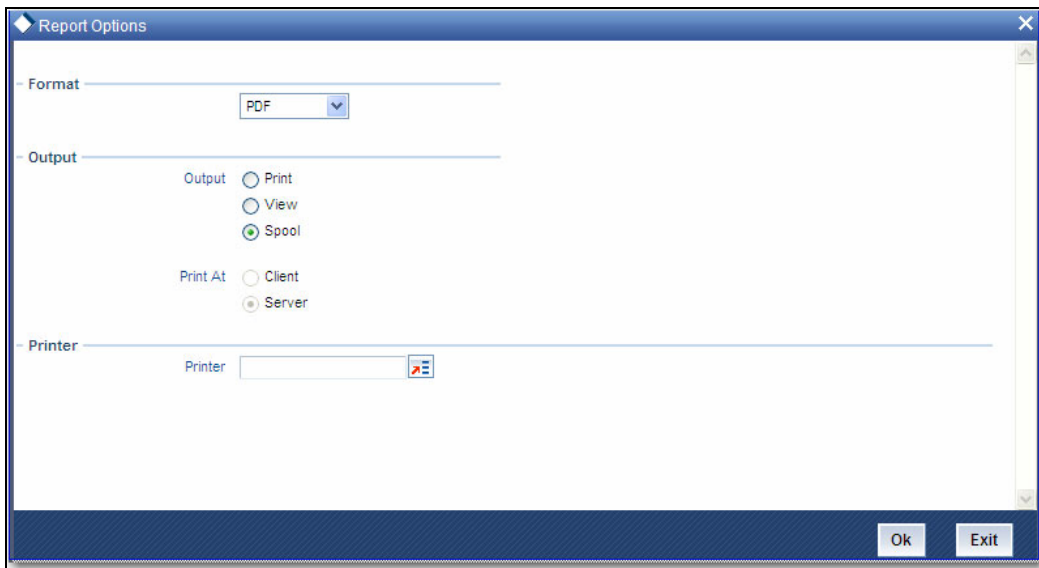 Report Options
Format
PDF
Output
Output Print
View
Spool
Print At Client
Server
Printer
Printer
Ok Exit